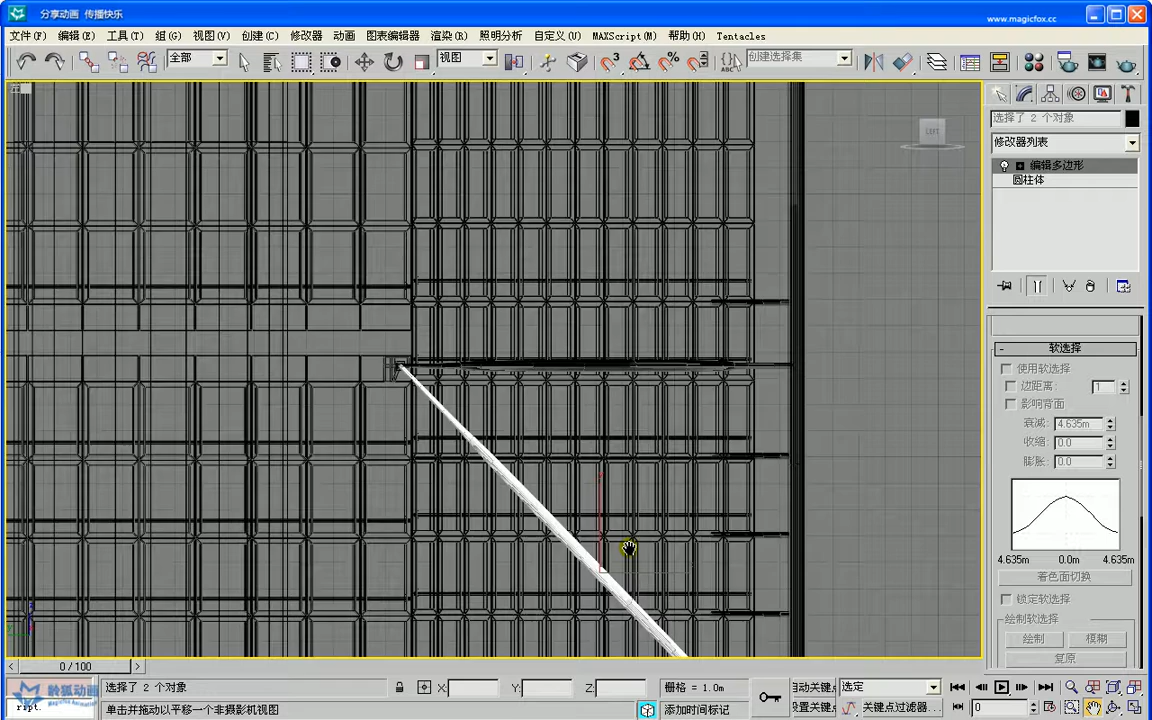 分享动画 传播快乐
www.magicfox.cc
文件(F) 编辑(E) 工具(T) 组(G) 视图(V) 创建(C) 修改器 动画 图表编辑器 渲染(R) 照明分析 自定义(U) MAXScript(M) 帮助(H) Tentacles
全部
视图
3
%
ABC
创建选择集
LEFT
选择了 2 个对象
修改器列表
编辑多边形
圆柱体
- 软选择
使用软选择
边距离: 1
影响背面
衰减: 4.635m
收缩: 0.0
膨胀: 0.0
4.635m 0.0m 4.635m
着色面切换
锁定软选择
绘制软选择
绘制 模糊
复原
0 / 100
选择了 2 个对象
X: Y: Z:
栅格 = 1.0m
自动关键点
选定
ript.
单击并拖动以平移一个非摄影机视图
添加时间标记
设置关键点
关键点过滤器...
0